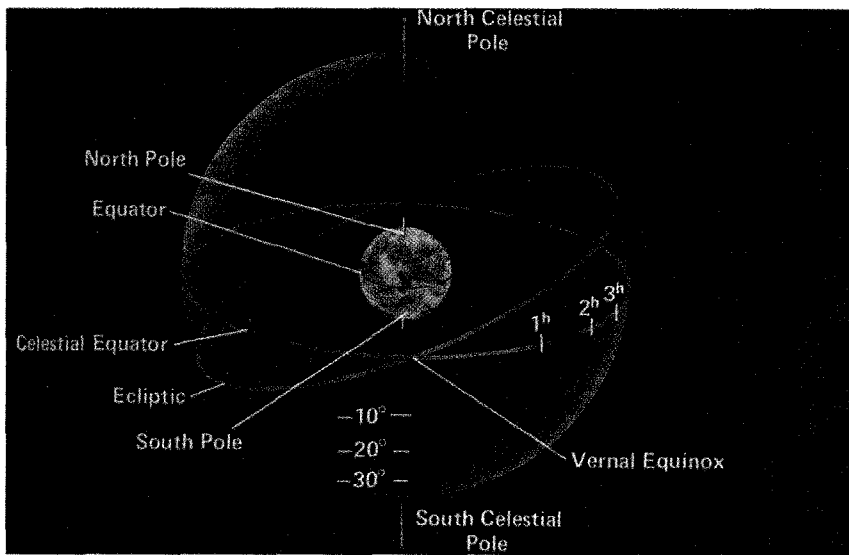 North Celestial
Pole
North Pole
Equator
1ʰ
2ʰ
3ʰ
Celestial Equator
Ecliptic
−10°
South Pole
−20°
Vernal Equinox
−30°
South Celestial
Pole